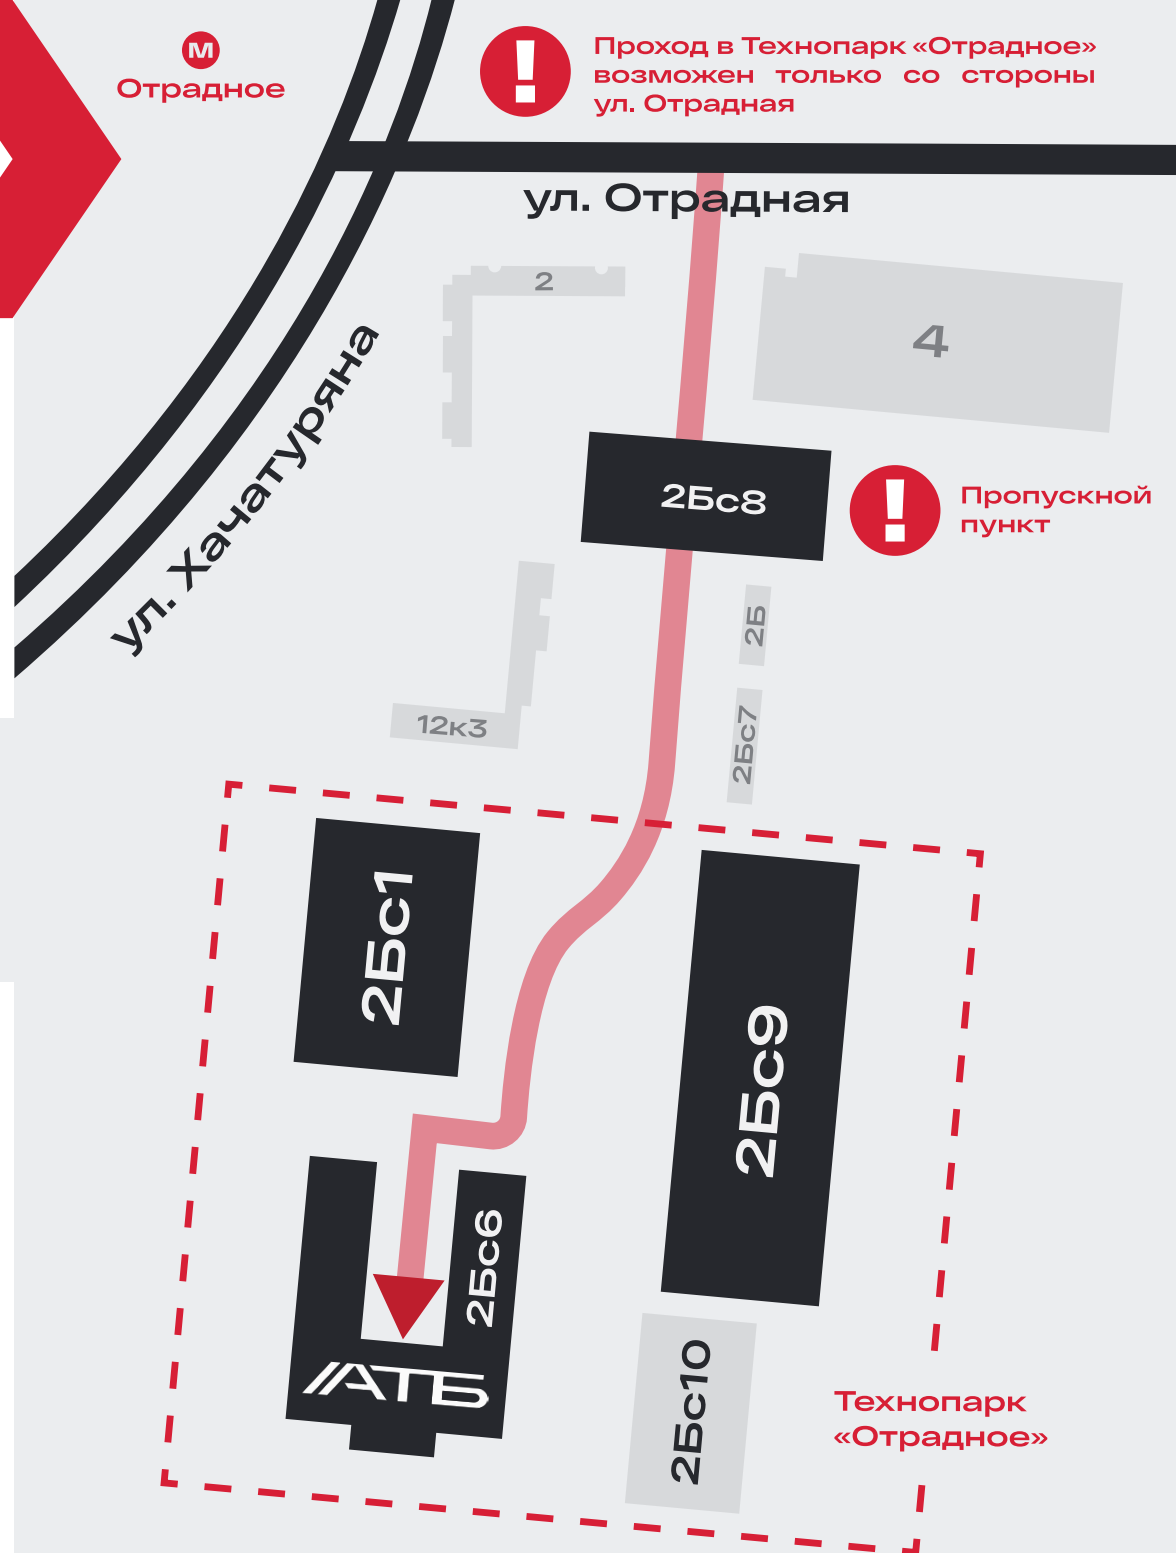 М
Отрадное
!
Проход в Технопарк «Отрадное»
возможен только со стороны
ул. Отрадная
ул. Отрадная
2
4
ул. Хачатуряна
2Бс8
!
Пропускной
пункт
2Б
12к3
2Бс7
2Бс1
2Бс9
2Бс6
АТБ
2Бс10
Технопарк
«Отрадное»